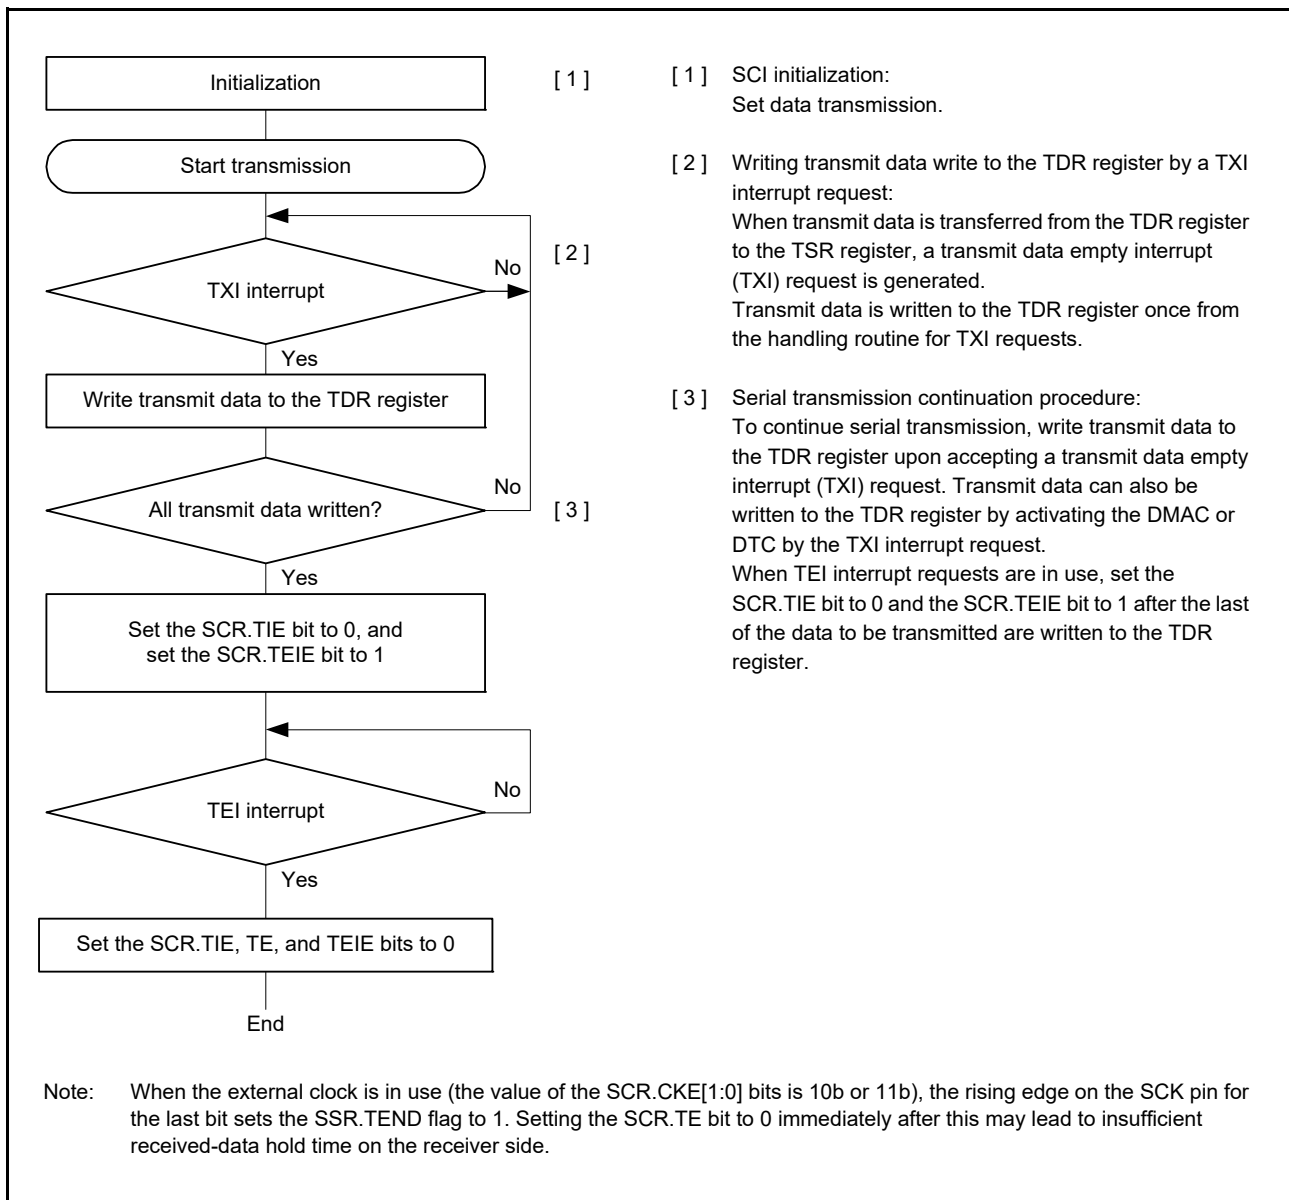 Initialization
[ 1 ]
Start transmission
[ 2 ]
TXI interrupt
No
Yes
Write transmit data to the TDR register
All transmit data written?
No
[ 3 ]
Yes
Set the SCR.TIE bit to 0, and
set the SCR.TEIE bit to 1
TEI interrupt
No
Yes
Set the SCR.TIE, TE, and TEIE bits to 0
End
[ 1 ] SCI initialization:
Set data transmission.
[ 2 ] Writing transmit data write to the TDR register by a TXI
interrupt request:
When transmit data is transferred from the TDR register
to the TSR register, a transmit data empty interrupt
(TXI) request is generated.
Transmit data is written to the TDR register once from
the handling routine for TXI requests.
[ 3 ] Serial transmission continuation procedure:
To continue serial transmission, write transmit data to
the TDR register upon accepting a transmit data empty
interrupt (TXI) request. Transmit data can also be
written to the TDR register by activating the DMAC or
DTC by the TXI interrupt request.
When TEI interrupt requests are in use, set the
SCR.TIE bit to 0 and the SCR.TEIE bit to 1 after the last
of the data to be transmitted are written to the TDR
register.
Note: When the external clock is in use (the value of the SCR.CKE[1:0] bits is 10b or 11b), the rising edge on the SCK pin for
the last bit sets the SSR.TEND flag to 1. Setting the SCR.TE bit to 0 immediately after this may lead to insufficient
received-data hold time on the receiver side.